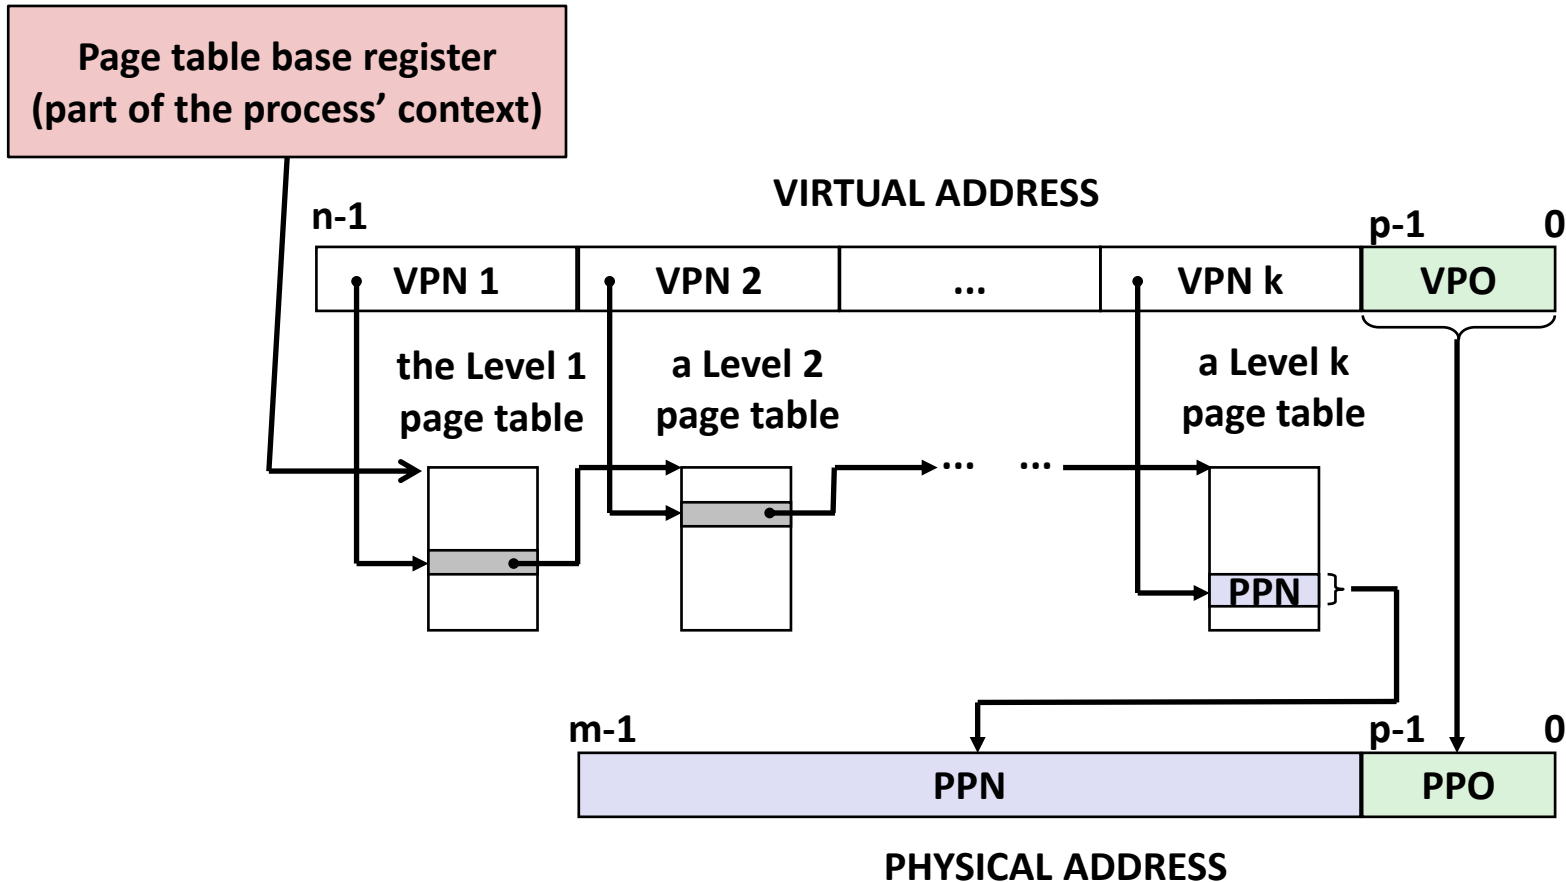 Page table base register
(part of the process’ context)
VIRTUAL ADDRESS
n-1
p-1
0
VPN 1
VPN 2
...
VPN k
VPO
the Level 1
page table
a Level 2
page table
a Level k
page table
...
...
PPN
m-1
p-1
0
PPN
PPO
PHYSICAL ADDRESS